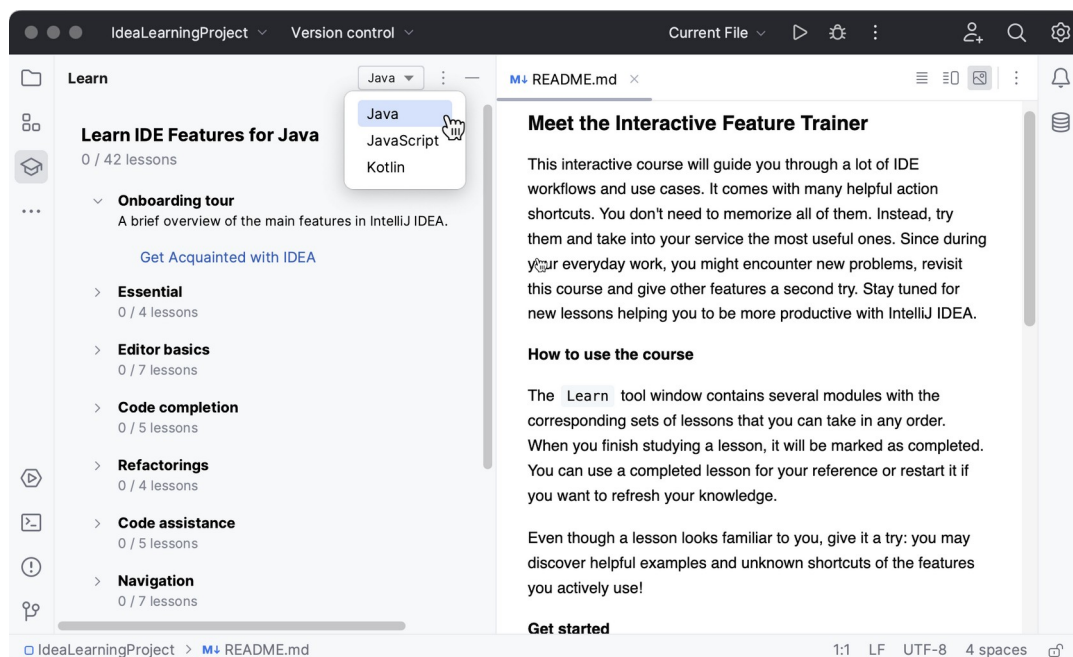 IdeaLearningProject Version control Current File
Learn Java
Java
JavaScript
Kotlin
Learn IDE Features for Java
0 / 42 lessons
Onboarding tour
A brief overview of the main features in IntelliJ IDEA.
Get Acquainted with IDEA
Essential
0 / 4 lessons
Editor basics
0 / 7 lessons
Code completion
0 / 5 lessons
Refactorings
0 / 4 lessons
Code assistance
0 / 5 lessons
Navigation
0 / 7 lessons
M↓ README.md
Meet the Interactive Feature Trainer
This interactive course will guide you through a lot of IDE
workflows and use cases. It comes with many helpful action
shortcuts. You don't need to memorize all of them. Instead, try
them and take into your service the most useful ones. Since during
your everyday work, you might encounter new problems, revisit
this course and give other features a second try. Stay tuned for
new lessons helping you to be more productive with IntelliJ IDEA.
How to use the course
The Learn tool window contains several modules with the
corresponding sets of lessons that you can take in any order.
When you finish studying a lesson, it will be marked as completed.
You can use a completed lesson for your reference or restart it if
you want to refresh your knowledge.
Even though a lesson looks familiar to you, give it a try: you may
discover helpful examples and unknown shortcuts of the features
you actively use!
Get started
IdeaLearningProject > M↓ README.md 1:1 LF UTF-8 4 spaces